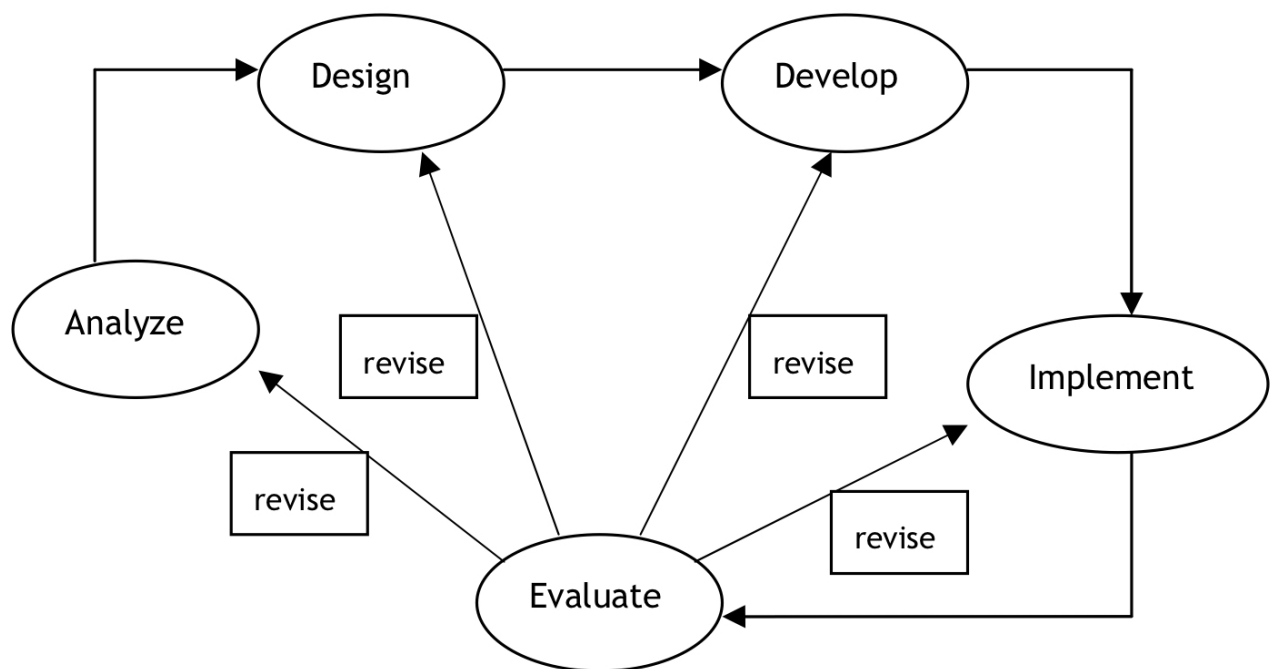 Design
Develop
Analyze
revise
revise
Implement
revise
revise
Evaluate